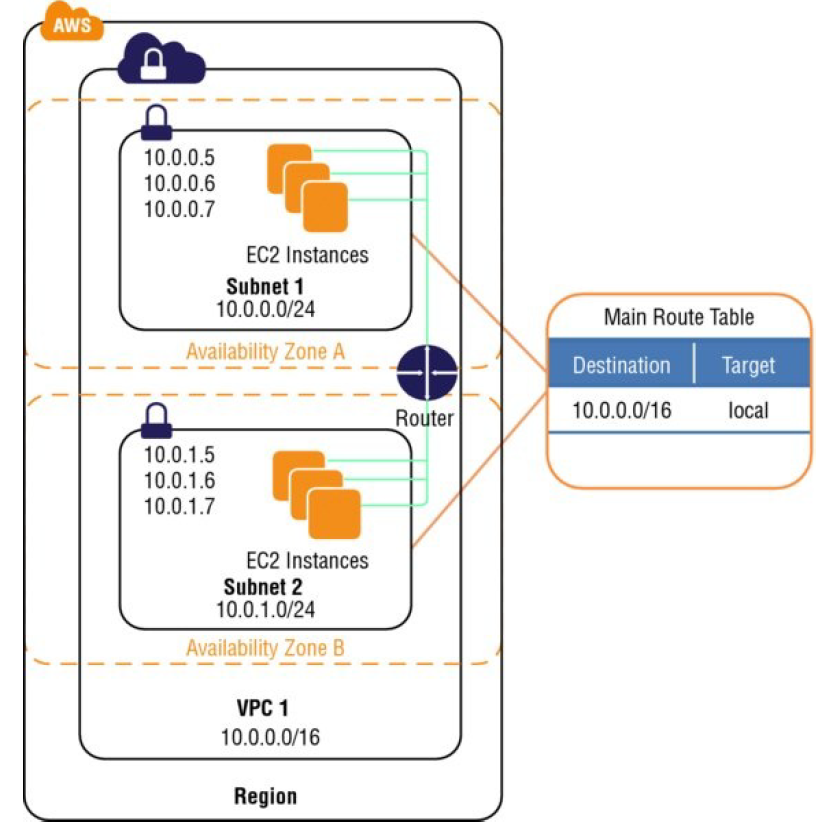 AWS
10.0.0.5
10.0.0.6
10.0.0.7
EC2 Instances
Subnet 1
10.0.0.0/24
Availability Zone A
Router
10.0.1.5
10.0.1.6
10.0.1.7
EC2 Instances
Subnet 2
10.0.1.0/24
Availability Zone B
VPC 1
10.0.0.0/16
Region
Main Route Table
Destination Target
10.0.0.0/16 local